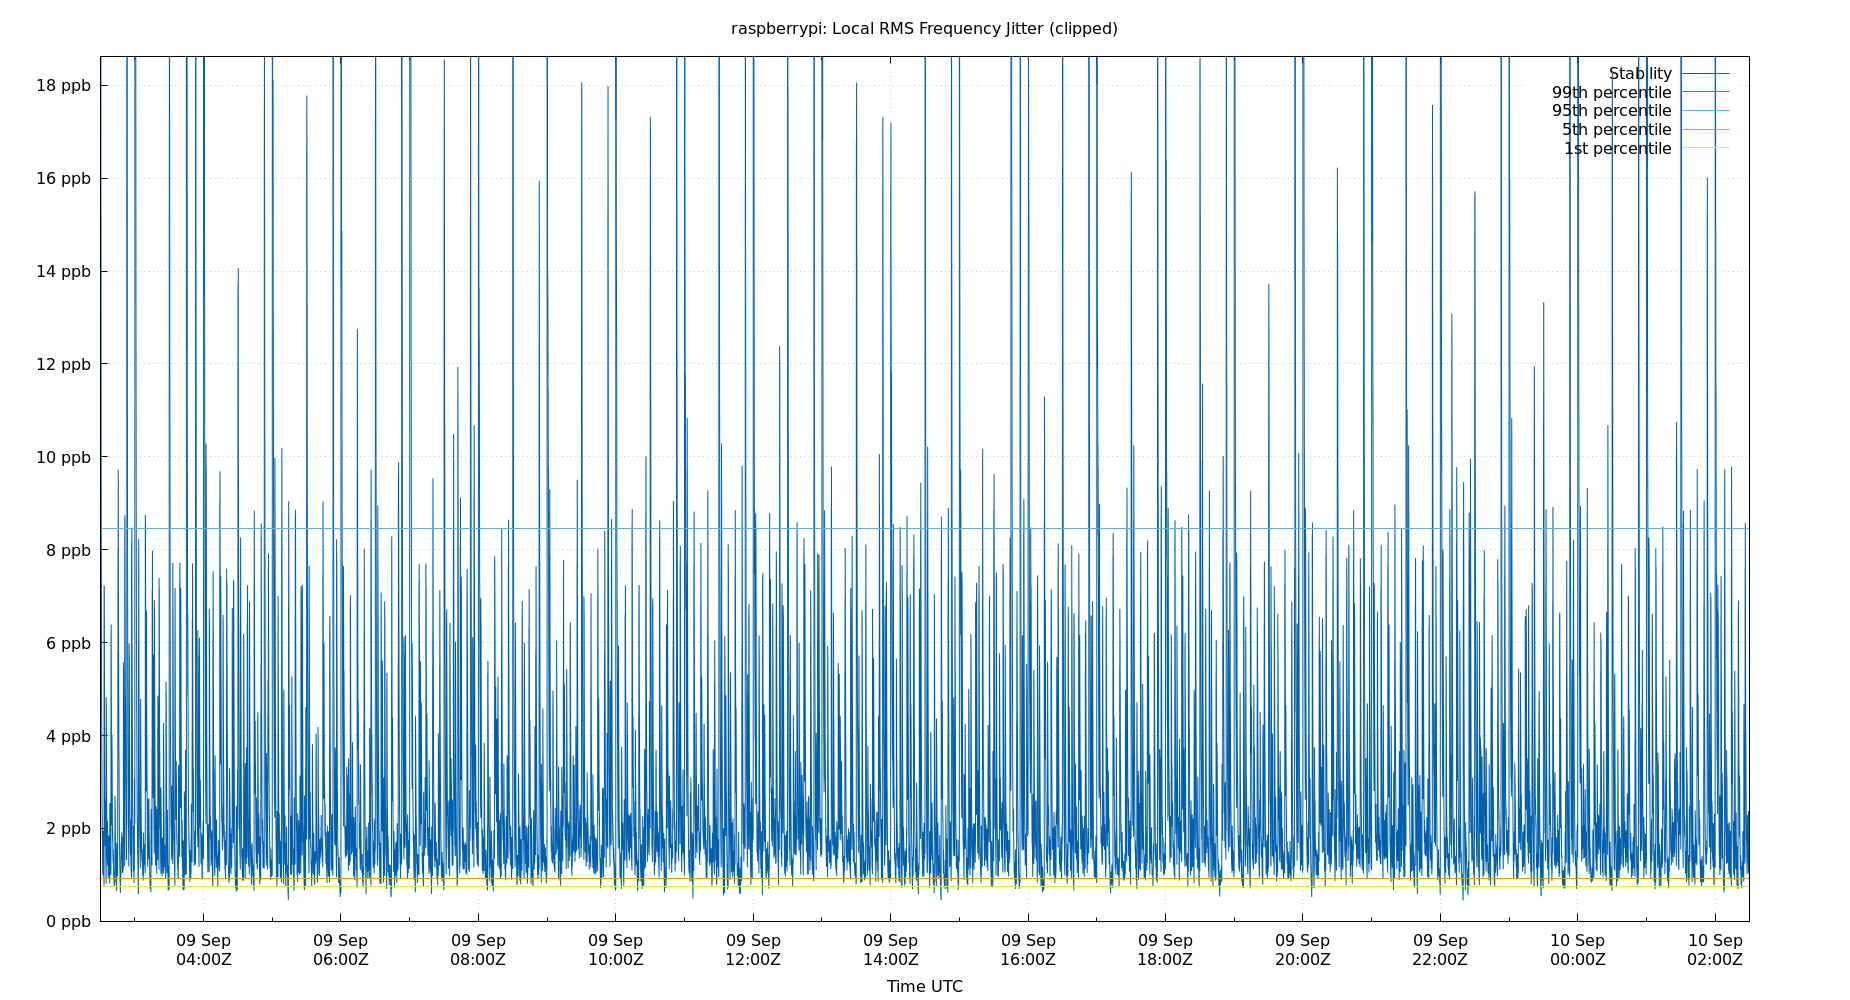 raspberrypi: Local RMS Frequency Jitter (clipped)
18 ppb
16 ppb
14 ppb
12 ppb
10 ppb
8 ppb
6 ppb
4 ppb
2 ppb
0 ppb
Stability
99th percentile
95th percentile
5th percentile
1st percentile
09 Sep 09 Sep 09 Sep 09 Sep 09 Sep 09 Sep 09 Sep 09 Sep 09 Sep 09 Sep 10 Sep 10 Sep
04:00Z 06:00Z 08:00Z 10:00Z 12:00Z 14:00Z 16:00Z 18:00Z 20:00Z 22:00Z 00:00Z 02:00Z
Time UTC